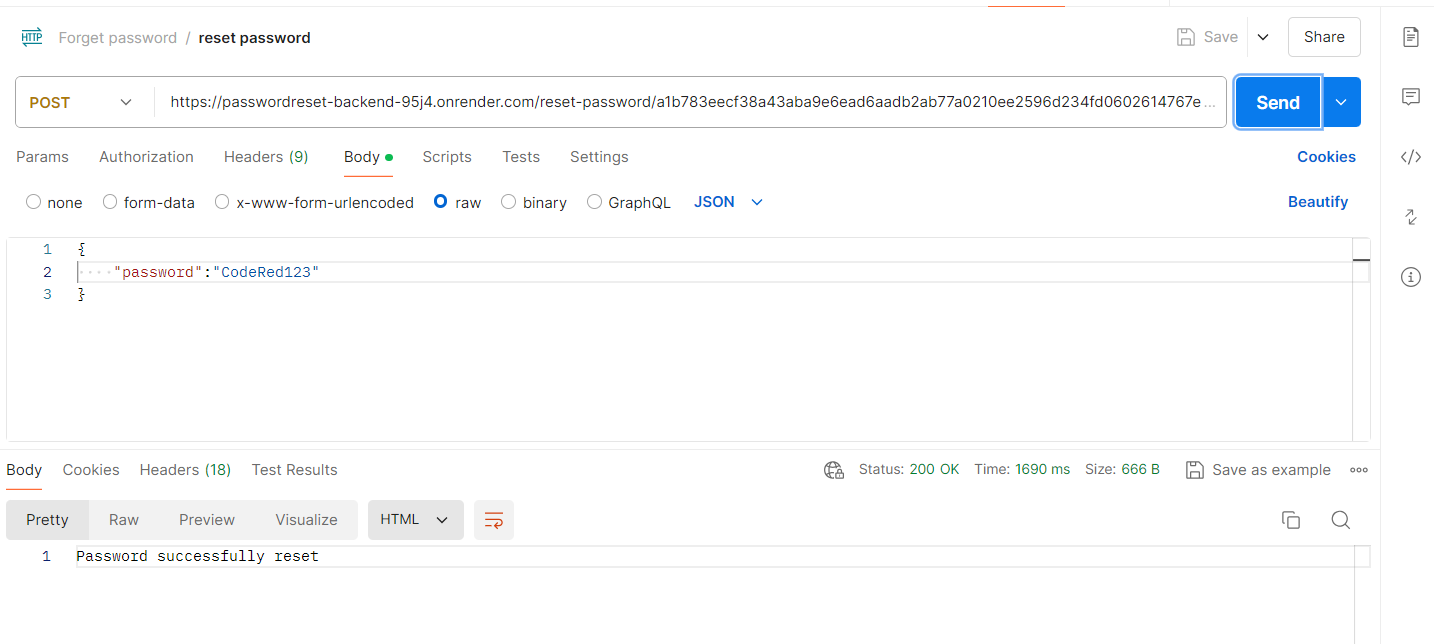 HTTP Forget password / reset password Save Share
POST https://passwordreset-backend-95j4.onrender.com/reset-password/a1b783eecf38a43aba9e6ead6aadb2ab77a0210ee2596d234fd0602614767e ... Send
Params Authorization Headers (9) Body Scripts Tests Settings Cookies
none form-data x-www-form-urlencoded raw binary GraphQL JSON Beautify
1 {
2 ····"password":"CodeRed123"
3 }
Body Cookies Headers (18) Test Results Status: 200 OK Time: 1690 ms Size: 666 B Save as example
Pretty Raw Preview Visualize HTML
1 Password successfully reset